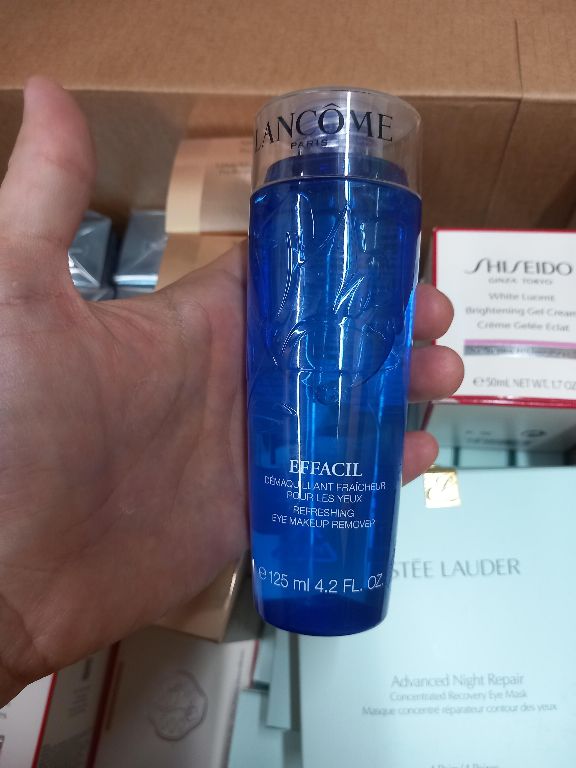 LANCÔME
PARIS
EFFACIL
DÉMAQUILLANT FRAÎCHEUR
POUR LES YEUX
REFRESHING
EYE MAKEUP REMOVER
e 125 ml 4.2 FL. OZ.
SHISEIDO
GINZA TOKYO
White Lucent
Brightening Gel Cream
Crème Gelée Éclat
e 50mL NET WT. 1.7 OZ
ESTĒE LAUDER
Advanced Night Repair
Concentrated Recovery Eye Mask
Masque concentré réparateur contour des yeux